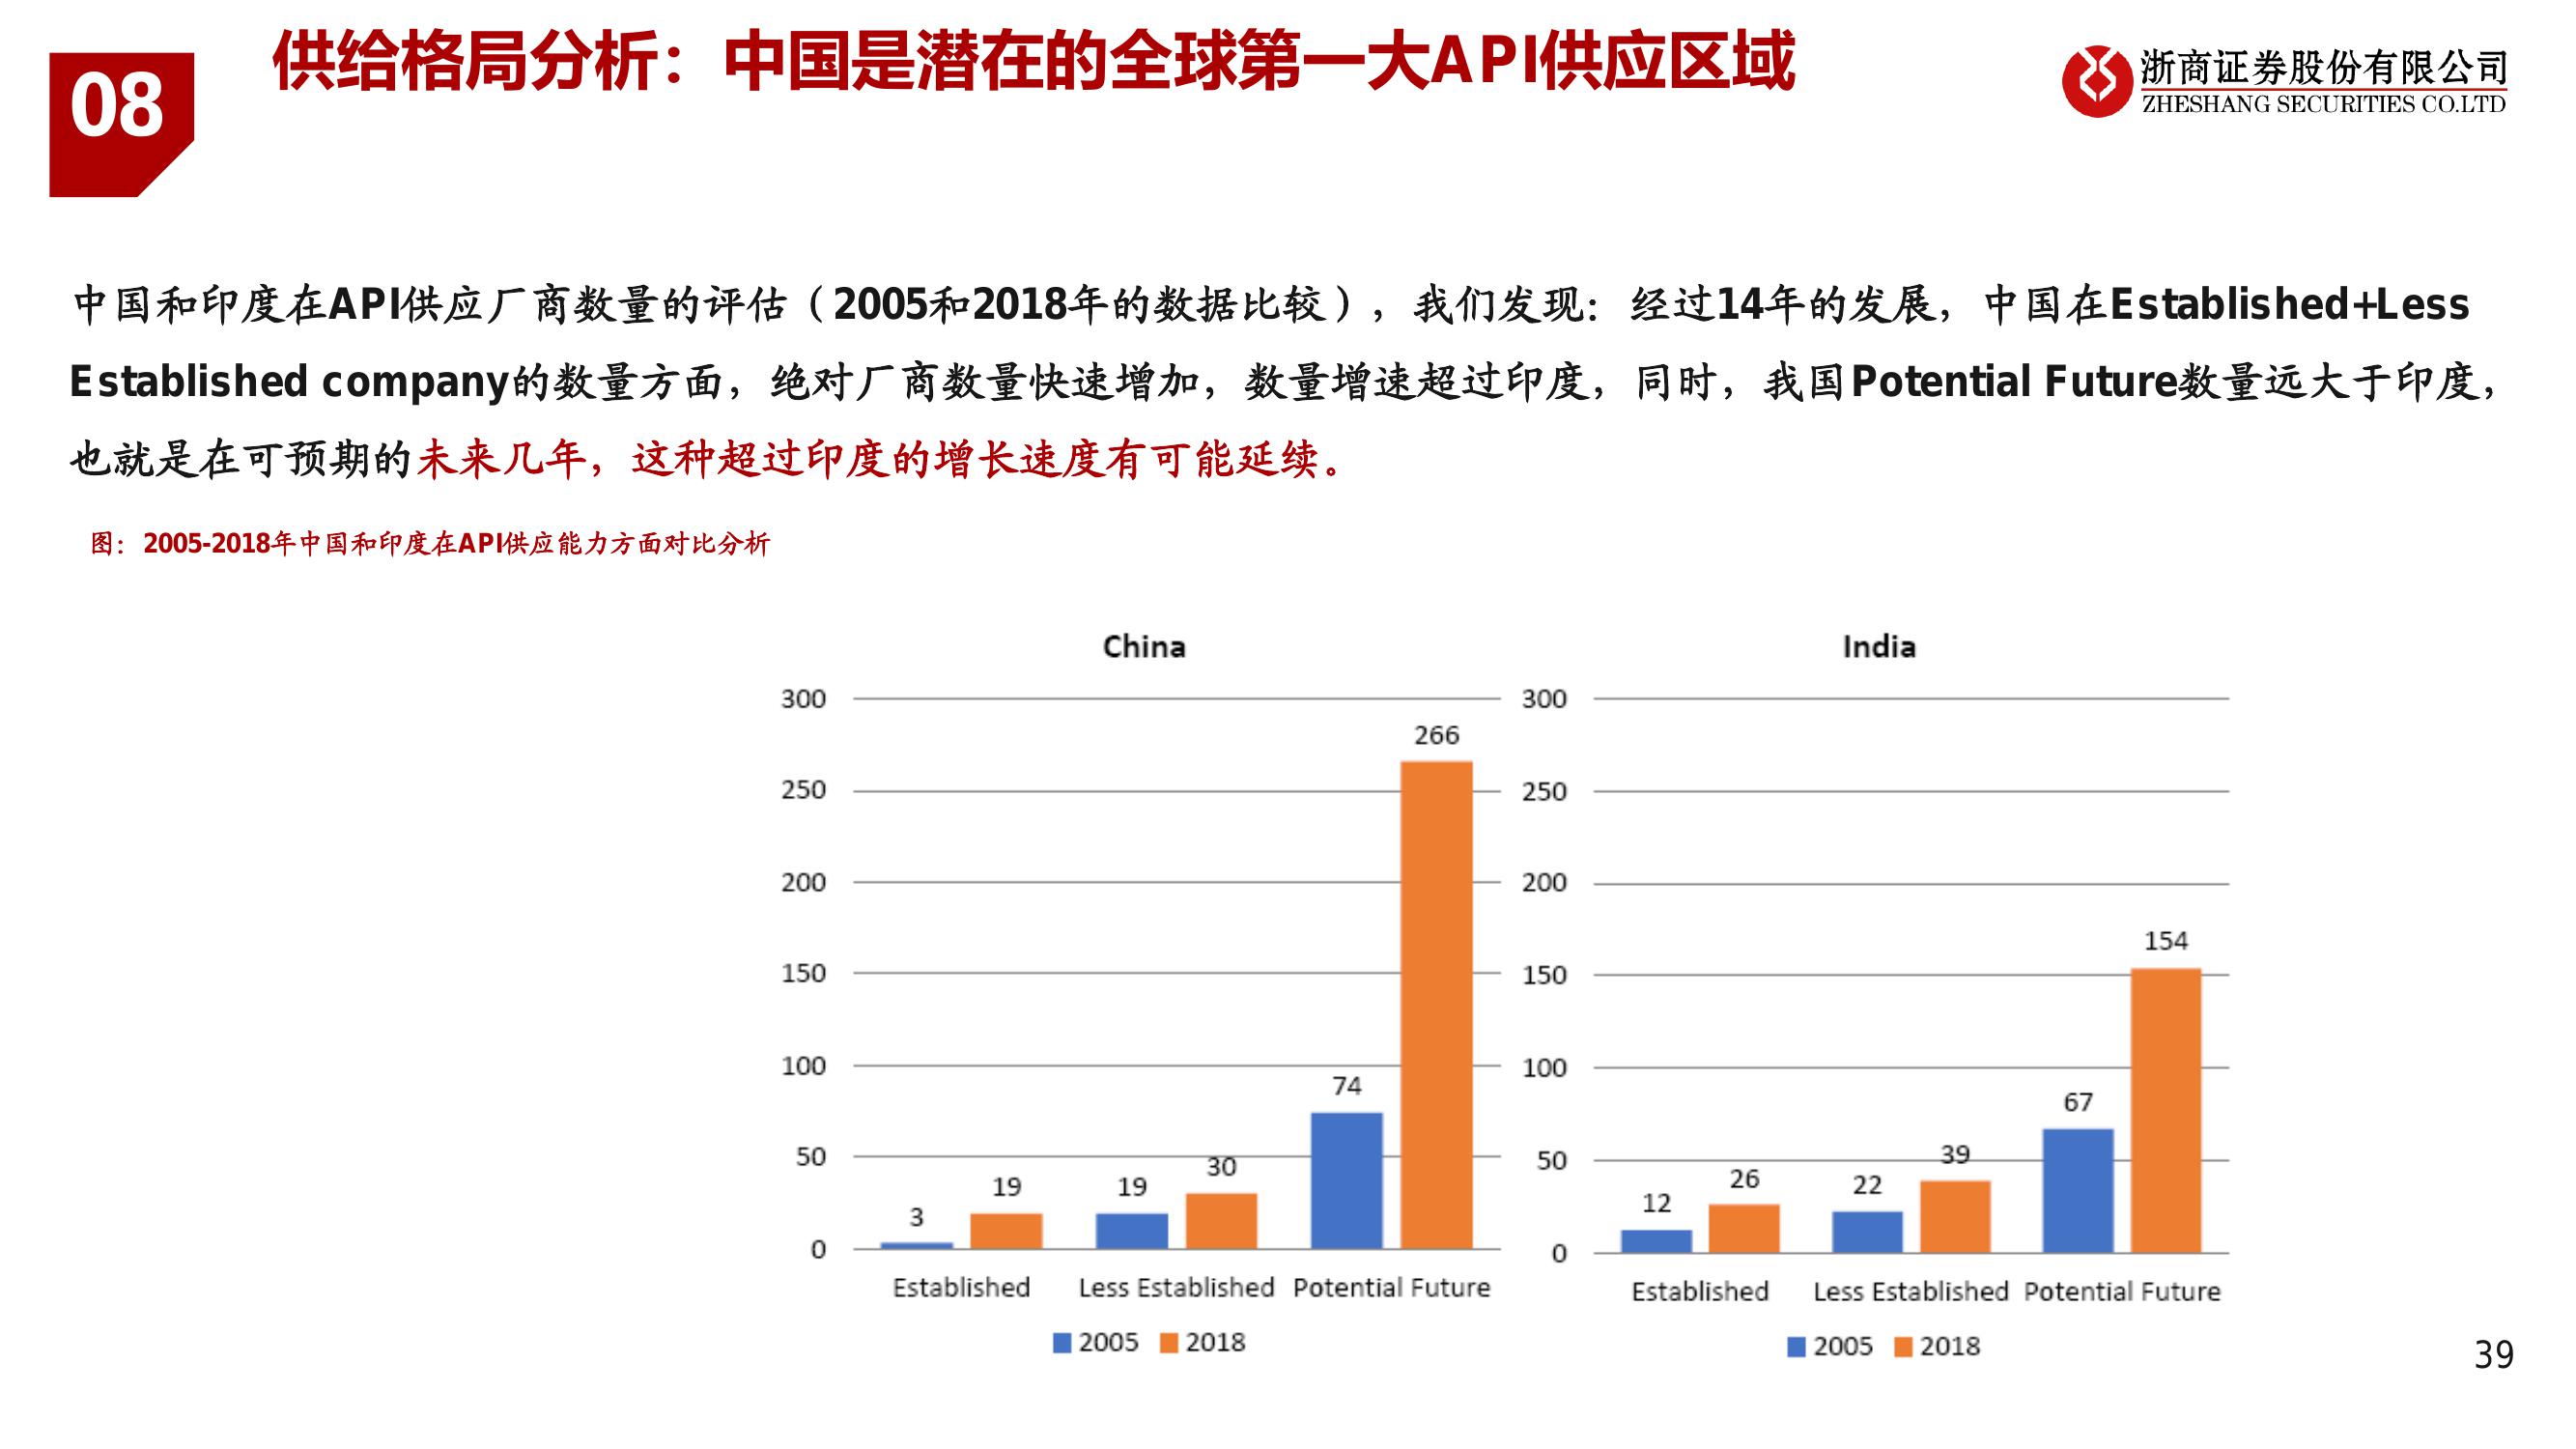 08
供给格局分析：中国是潜在的全球第一大API供应区域
浙商证券股份有限公司
ZHESHANG SECURITIES CO.LTD
中国和印度在API供应厂商数量的评估（2005和2018年的数据比较），我们发现：经过14年的发展，中国在Established+Less
Established company的数量方面，绝对厂商数量快速增加，数量增速超过印度，同时，我国Potential Future数量远大于印度，
也就是在可预期的未来几年，这种超过印度的增长速度有可能延续。
图：2005-2018年中国和印度在API供应能力方面对比分析
China
300
250
200
150
100
50
0
3
19
19
30
74
266
Established
Less Established
Potential Future
2005
2018
India
300
250
200
150
100
50
0
12
26
22
39
67
154
Established
Less Established
Potential Future
2005
2018
39